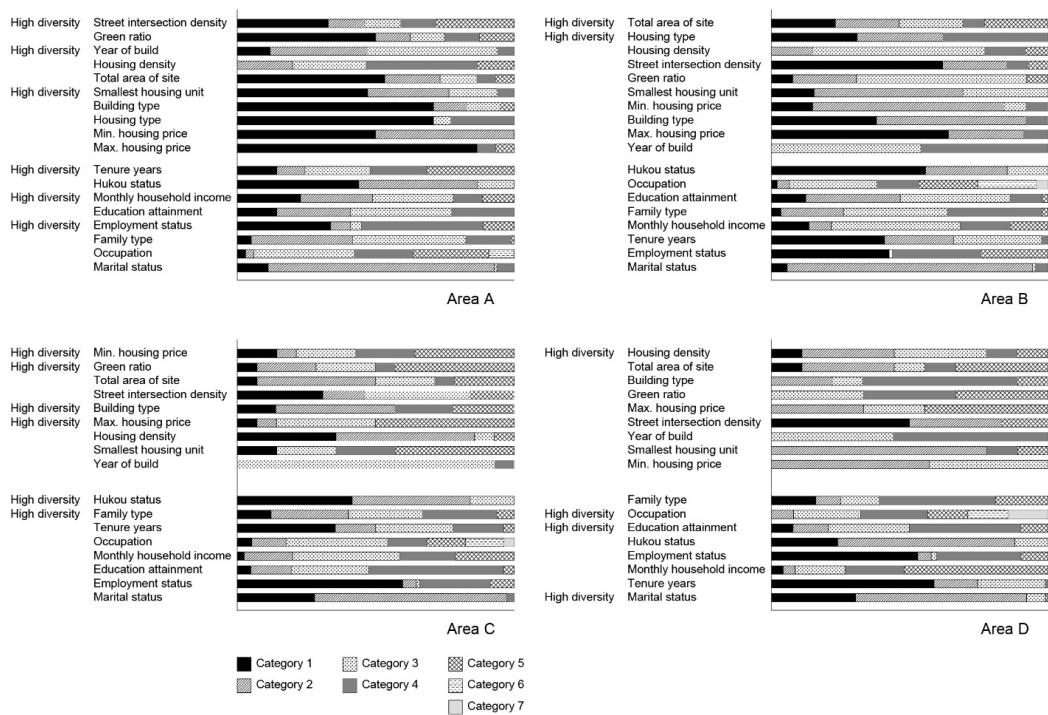 High diversity Street intersection density
Green ratio
High diversity Year of build
Housing density
Total area of site
High diversity Smallest housing unit
Building type
Housing type
Min. housing price
Max. housing price
High diversity Tenure years
Hukou status
High diversity Monthly household income
Education attainment
High diversity Employment status
Family type
Occupation
Marital status
Area A
High diversity Total area of site
High diversity Housing type
Housing density
Street intersection density
Green ratio
Smallest housing unit
Min. housing price
Building type
Max. housing price
Year of build
Hukou status
Occupation
Education attainment
Family type
Monthly household income
Tenure years
Employment status
Marital status
Area B
High diversity Min. housing price
High diversity Green ratio
Total area of site
Street intersection density
High diversity Building type
High diversity Max. housing price
Housing density
Smallest housing unit
Year of build
High diversity Hukou status
High diversity Family type
Tenure years
Occupation
Monthly household income
Education attainment
Employment status
Marital status
Area C
High diversity Housing density
Total area of site
Building type
Green ratio
Max. housing price
Street intersection density
Year of build
Smallest housing unit
Min. housing price
Family type
High diversity Occupation
High diversity Education attainment
Hukou status
Employment status
Monthly household income
Tenure years
High diversity Marital status
Area D
Category 1 Category 3 Category 5
Category 2 Category 4 Category 6
Category 7